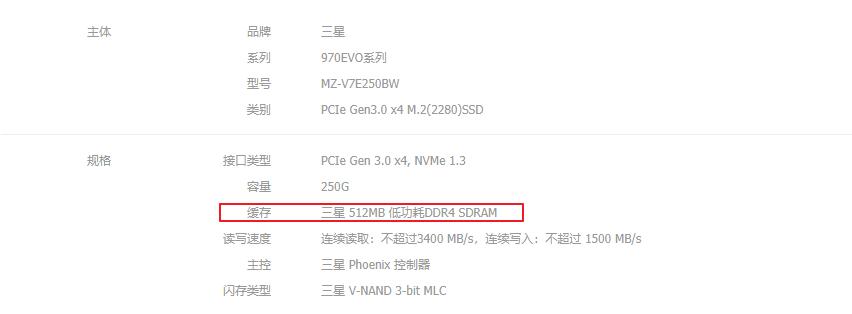 主体 品牌 三星
系列 970EVO系列
型号 MZ-V7E250BW
类别 PCIe Gen3.0 x4 M.2(2280)SSD
规格 接口类型 PCIe Gen 3.0 x4, NVMe 1.3
容量 250G
缓存 三星 512MB 低功耗DDR4 SDRAM
读写速度 连续读取：不超过3400 MB/s，连续写入：不超过 1500 MB/s
主控 三星 Phoenix 控制器
闪存类型 三星 V-NAND 3-bit MLC